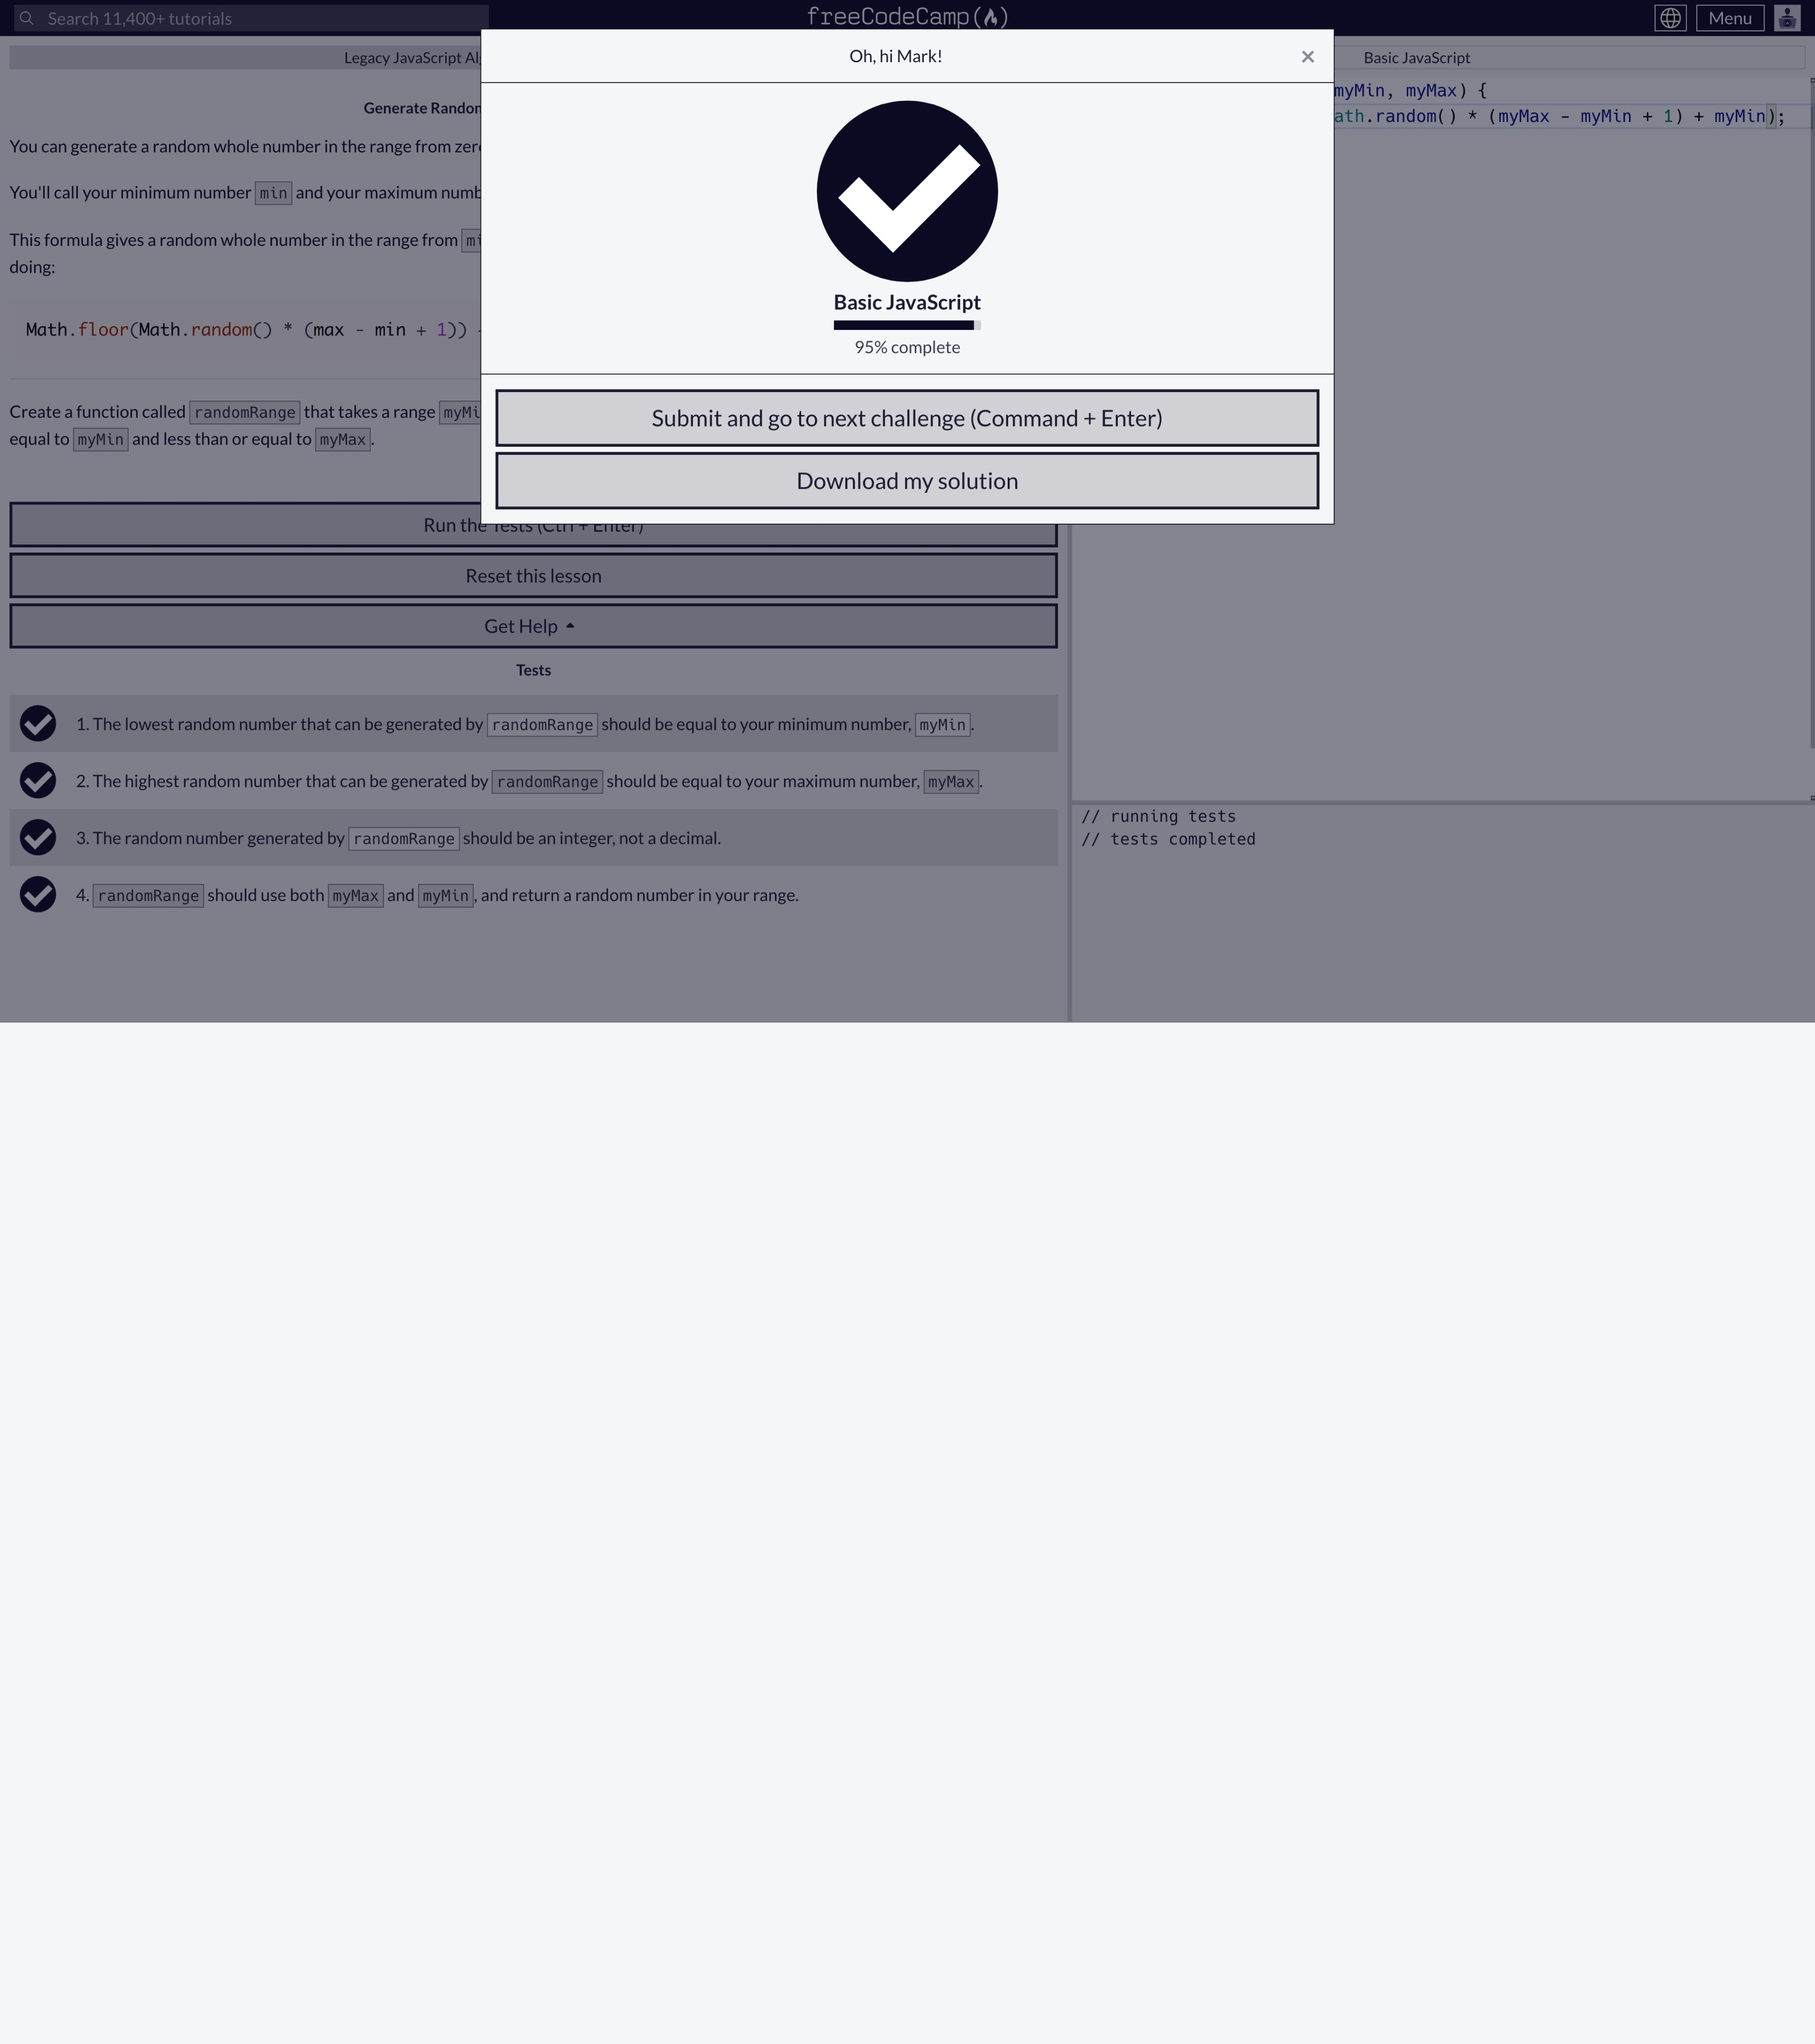 Search 11,400+ tutorials
freeCodeCamp
Menu
Oh, hi Mark!
×
Basic JavaScript
95% complete
Submit and go to next challenge (Command + Enter)
Download my solution
Legacy JavaScript
Generate
You can generate a random whole number in the range from
You'll call your minimum number min and your maximum
This formula gives a random whole number in the range from
doing:
Math.floor(Math.random() * (max - min + 1))
Create a function called randomRange that takes a range
equal to myMin and less than or equal to myMax.
Run the Tests (Ctrl + Enter)
Reset this lesson
Get Help
Tests
1. The lowest random number that can be generated by randomRange should be equal to your minimum number, myMin.
2. The highest random number that can be generated by randomRange should be equal to your maximum number, myMax.
3. The random number generated by randomRange should be an integer, not a decimal.
4. randomRange should use both myMax and myMin, and return a random number in your range.
Basic JavaScript
myMin, myMax) {
ath.random() * (myMax - myMin + 1) + myMin);
// running tests
// tests completed